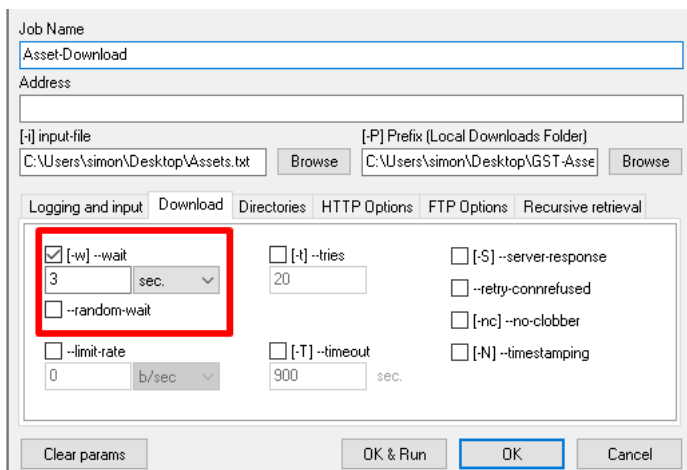 Job Name
Asset-Download
Address
[-i] input-file [-P] Prefix (Local Downloads Folder)
C:\Users\simon\Desktop\Assets.txt Browse C:\Users\simon\Desktop\GST-Asse Browse
Logging and input Download Directories HTTP Options FTP Options Recursive retrieval
[-w] --wait [-t] --tries [-S] --server-response
3 sec. 20 --retry-connrefused
--random-wait [-nc] --no-clobber
--limit-rate [-T] --timeout [-N] --timestamping
0 b/sec 900 sec.
Clear params OK & Run OK Cancel